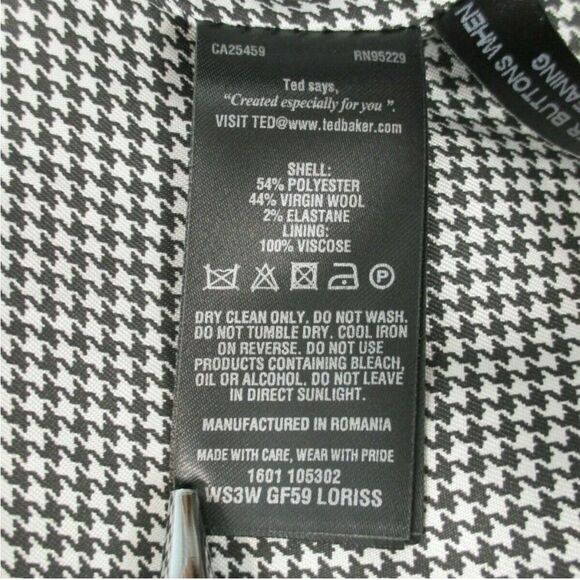 CA25459 RN95229
Ted says,
"Created especially for you".
VISIT TED@www.tedbaker.com
SHELL:
54% POLYESTER
44% VIRGIN WOOL
2% ELASTANE
LINING:
100% VISCOSE
P
DRY CLEAN ONLY. DO NOT WASH.
DO NOT TUMBLE DRY. COOL IRON
ON REVERSE. DO NOT USE
PRODUCTS CONTAINING BLEACH,
OIL OR ALCOHOL. DO NOT LEAVE
IN DIRECT SUNLIGHT.
MANUFACTURED IN ROMANIA
MADE WITH CARE, WEAR WITH PRIDE
1601 105302
WS3W GF59 LORISS
BUTTONS WHEN